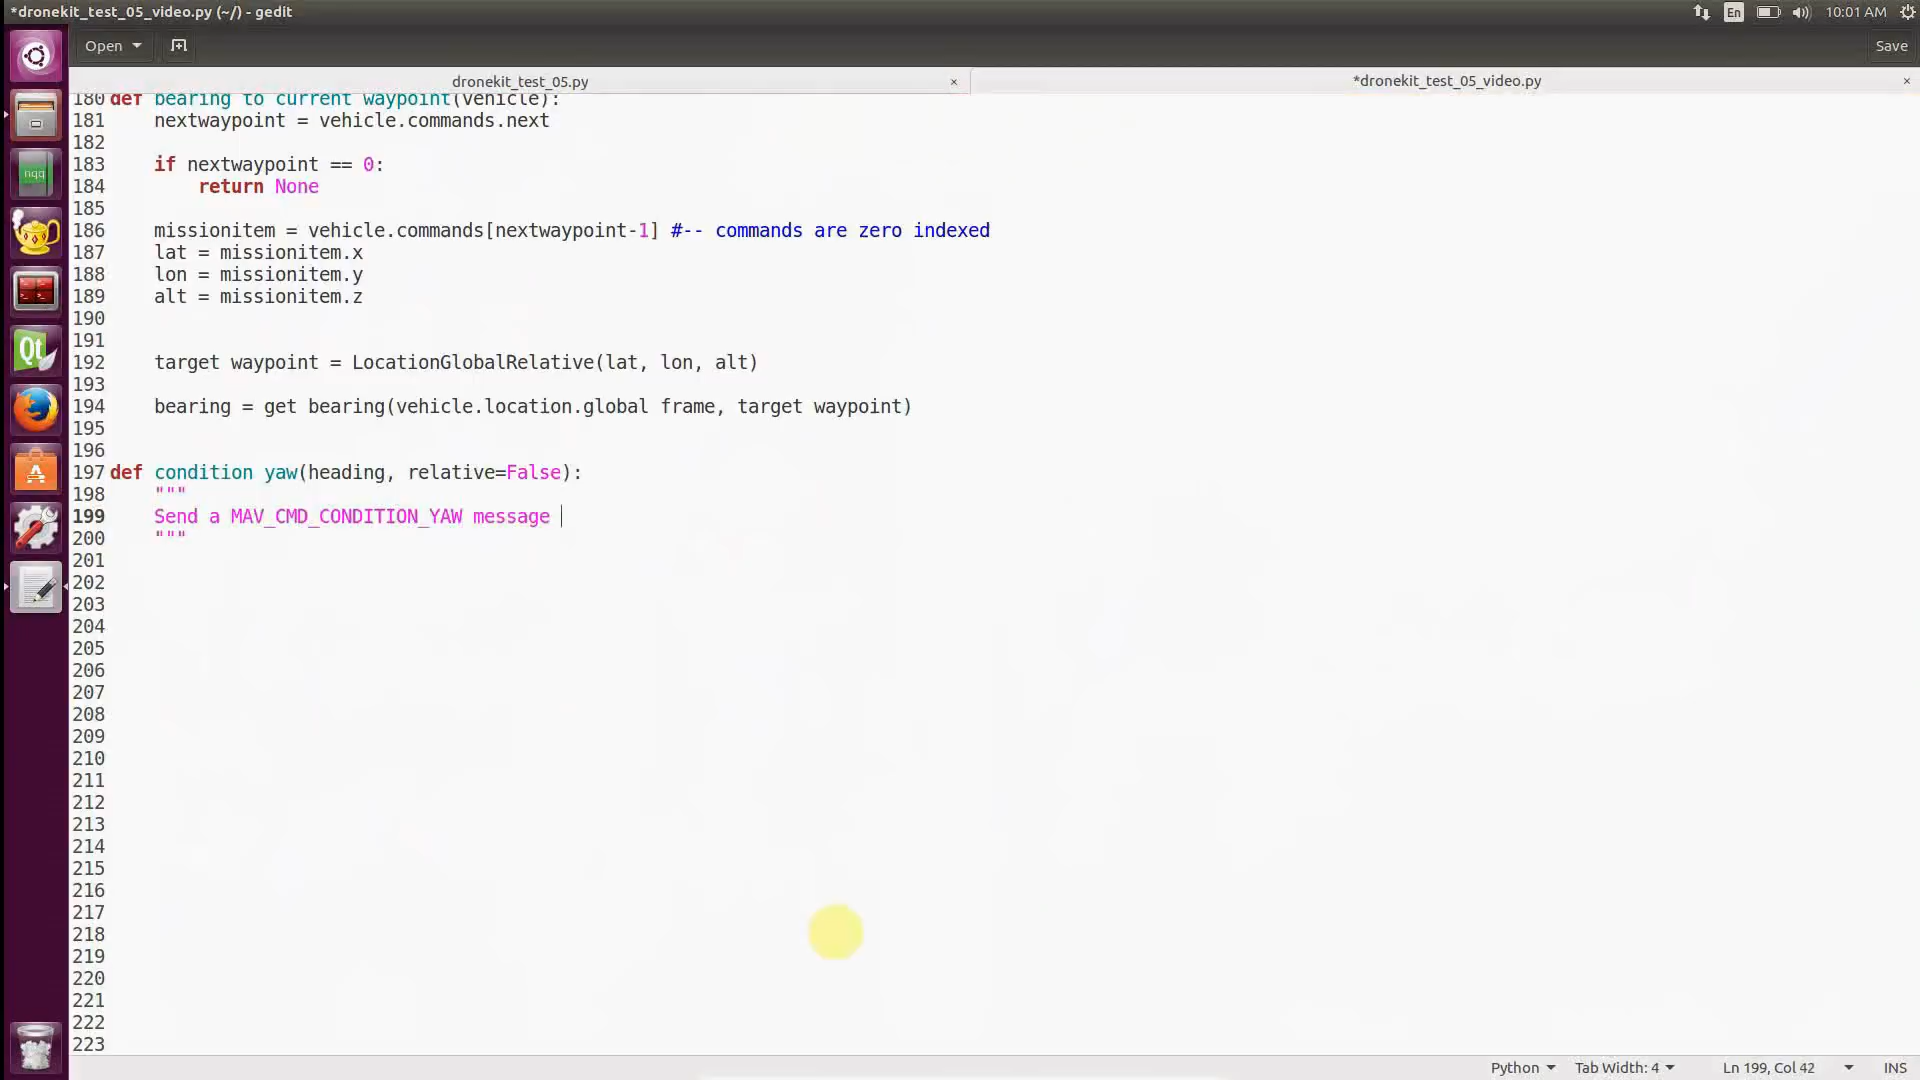 *dronekit_test_05_video.py (~/) - gedit
En
10:01 AM
Open
Save
dronekit_test_05.py ×
*dronekit_test_05_video.py ×
180 def bearing to current waypoint(vehicle):
181 nextwaypoint = vehicle.commands.next
182
183 if nextwaypoint == 0:
184 return None
185
186 missionitem = vehicle.commands[nextwaypoint-1] #-- commands are zero indexed
187 lat = missionitem.x
188 lon = missionitem.y
189 alt = missionitem.z
190
191
192 target waypoint = LocationGlobalRelative(lat, lon, alt)
193
194 bearing = get bearing(vehicle.location.global frame, target waypoint)
195
196
197 def condition yaw(heading, relative=False):
198 """
199 Send a MAV_CMD_CONDITION_YAW message
200 """
201
202
203
204
205
206
207
208
209
210
211
212
213
214
215
216
217
218
219
220
221
222
223
nqq
Qt
A
Python
Tab Width: 4
Ln 199, Col 42
INS